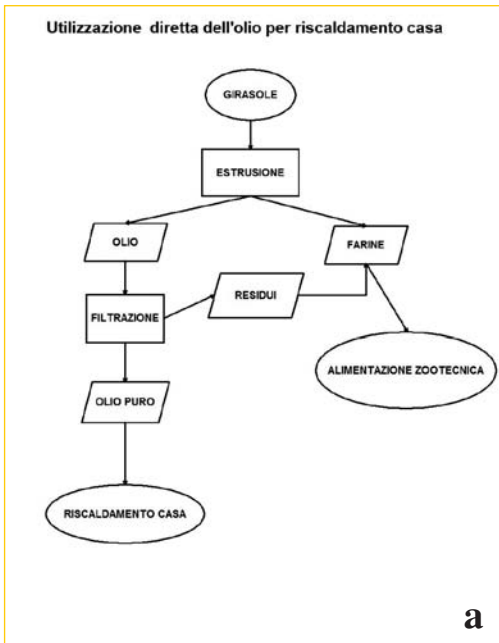 Utilizzazione diretta dell'olio per riscaldamento casa
GIRASOLE
ESTRUSIONE
OLIO
FARINE
RESIDUI
FILTRAZIONE
ALIMENTAZIONE ZOOTECNICA
OLIO PURO
RISCALDAMENTO CASA
a